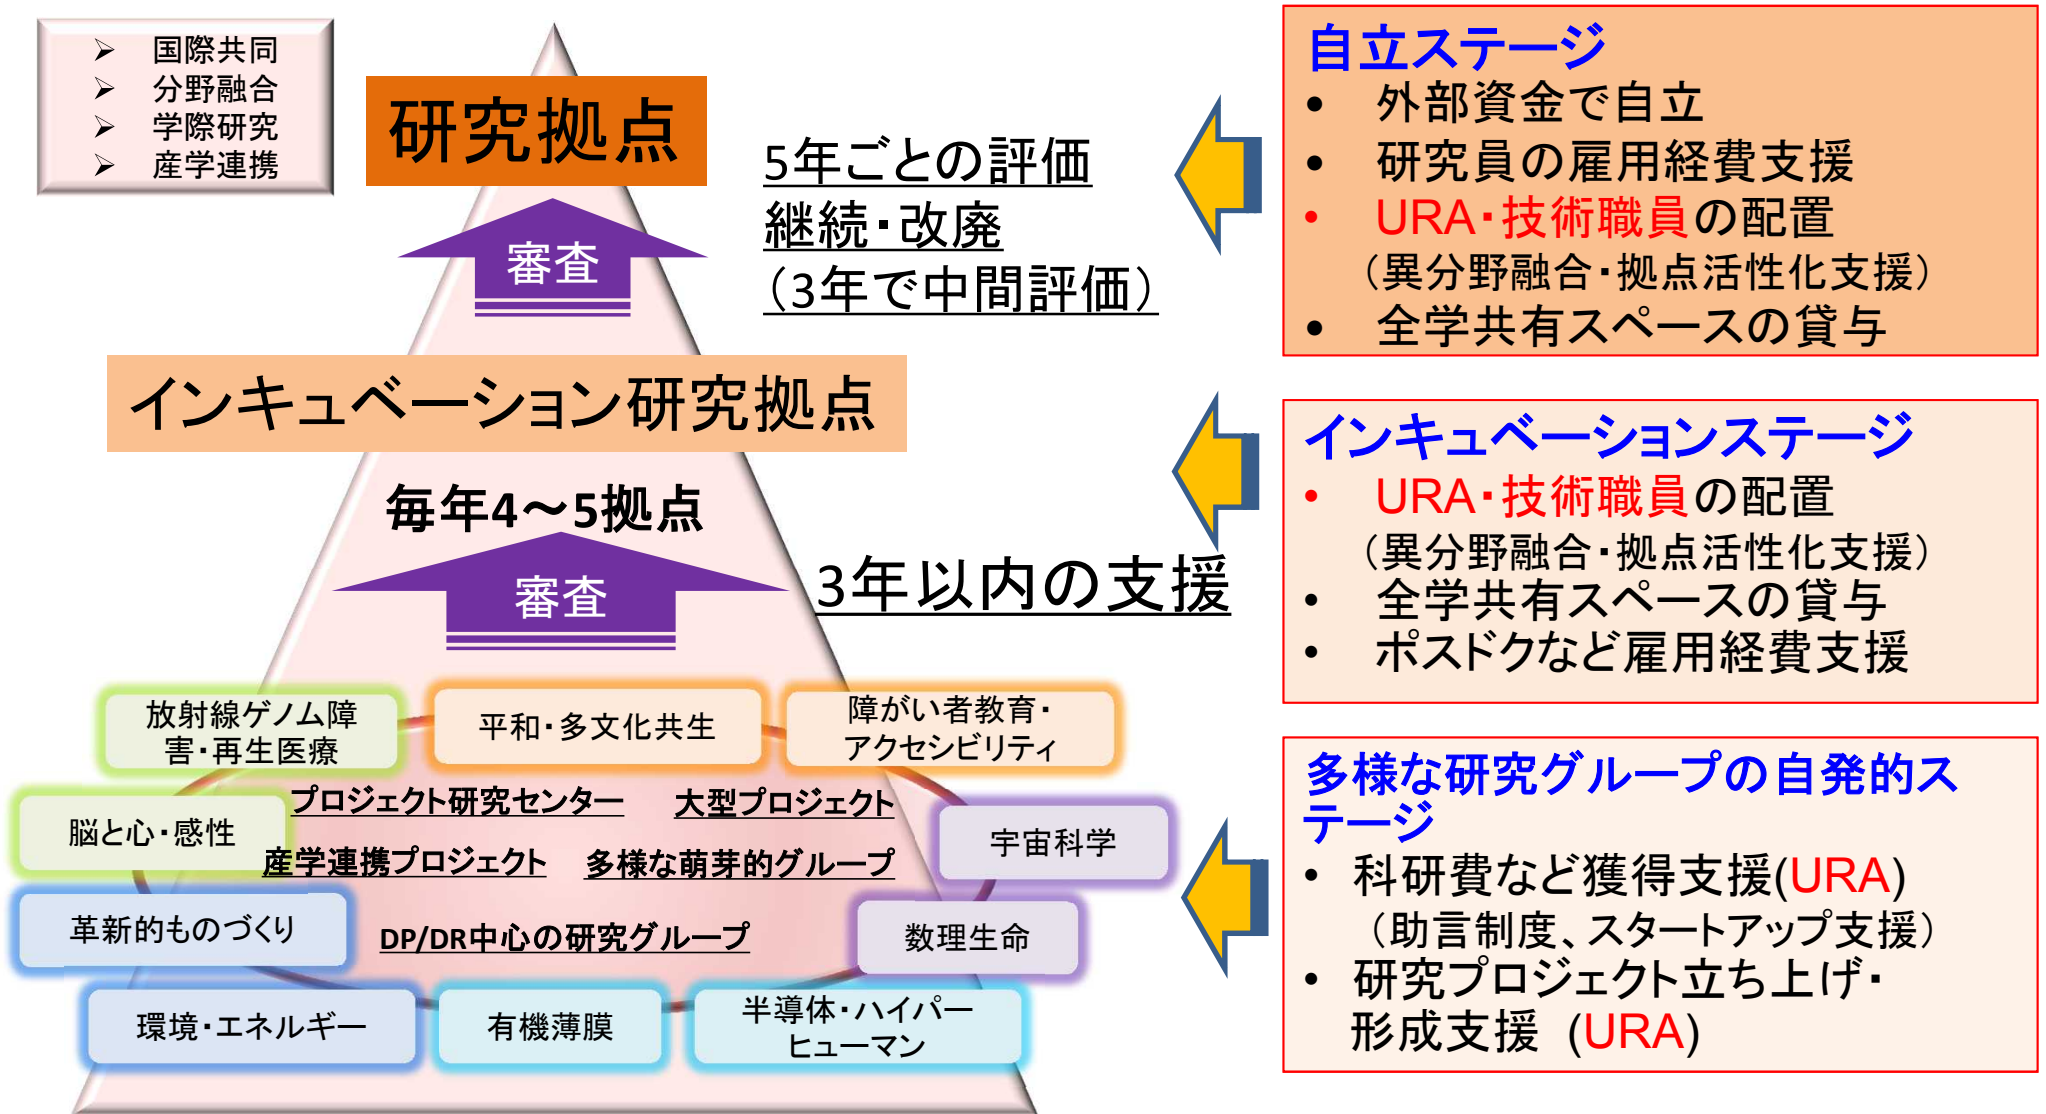 ➢ 国際共同
➢ 分野融合
➢ 学際研究
➢ 産学連携
研究拠点
審査
5年ごとの評価
継続・改廃
（3年で中間評価）
インキュベーション研究拠点
毎年4～5拠点
審査
3年以内の支援
放射線ゲノム障
害・再生医療
平和・多文化共生
障がい者教育・
アクセシビリティ
脳と心・感性
プロジェクト研究センター
大型プロジェクト
宇宙科学
産学連携プロジェクト
多様な萌芽的グループ
革新的ものづくり
DP/DR中心の研究グループ
数理生命
環境・エネルギー
有機薄膜
半導体・ハイパー
ヒューマン
自立ステージ
• 外部資金で自立
• 研究員の雇用経費支援
• URA・技術職員の配置
（異分野融合・拠点活性化支援）
• 全学共有スペースの貸与
インキュベーションステージ
• URA・技術職員の配置
（異分野融合・拠点活性化支援）
• 全学共有スペースの貸与
• ポスドクなど雇用経費支援
多様な研究グループの自発的ス
テージ
• 科研費など獲得支援(URA)
（助言制度、スタートアップ支援）
• 研究プロジェクト立ち上げ・
形成支援 (URA)